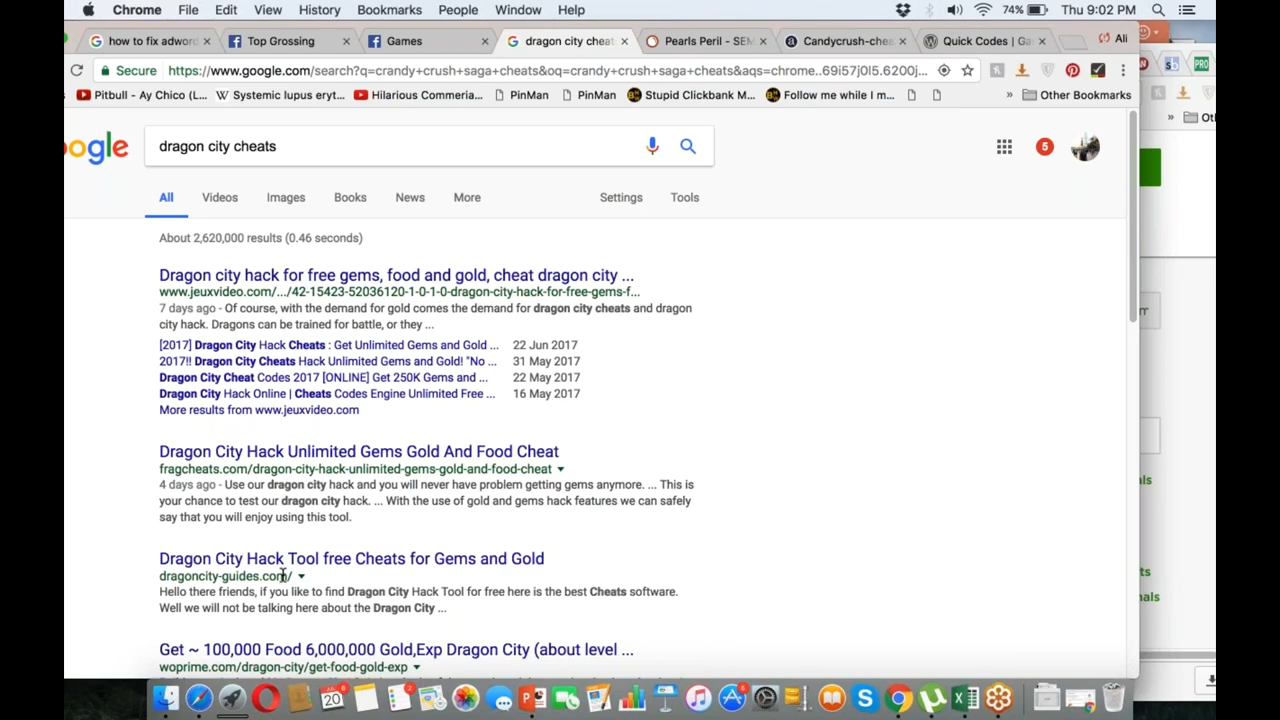 Chrome File Edit View History Bookmarks People Window Help 74% Thu 9:02 PM
how to fix adword Top Grossing Games dragon city cheat Pearls Peril - SEM Candycrush-chea Quick Codes | Ga Ali
Secure https://www.google.com/search?q=crandy+crush+saga+cheats&oq=crandy+crush+saga+cheats&aqs=chrome..69i57j0l5.6200j... PRO
Pitbull - Ay Chico (L... Systemic lupus eryt... Hilarious Commeria... PinMan PinMan Stupid Clickbank M... Follow me while I m... » Other Bookmarks
ogle dragon city cheats 5
All Videos Images Books News More Settings Tools
About 2,620,000 results (0.46 seconds)
Dragon city hack for free gems, food and gold, cheat dragon city ...
www.jeuxvideo.com/.../42-15423-52036120-1-0-1-0-dragon-city-hack-for-free-gems-f...
7 days ago - Of course, with the demand for gold comes the demand for dragon city cheats and dragon
city hack. Dragons can be trained for battle, or they ...
[2017] Dragon City Hack Cheats : Get Unlimited Gems and Gold ... 22 Jun 2017
2017!! Dragon City Cheats Hack Unlimited Gems and Gold! "No ... 31 May 2017
Dragon City Cheat Codes 2017 [ONLINE] Get 250K Gems and ... 22 May 2017
Dragon City Hack Online | Cheats Codes Engine Unlimited Free ... 16 May 2017
More results from www.jeuxvideo.com
Dragon City Hack Unlimited Gems Gold And Food Cheat
fragcheats.com/dragon-city-hack-unlimited-gems-gold-and-food-cheat
4 days ago - Use our dragon city hack and you will never have problem getting gems anymore. ... This is
your chance to test our dragon city hack. ... With the use of gold and gems hack features we can safely
say that you will enjoy using this tool.
Dragon City Hack Tool free Cheats for Gems and Gold
dragoncity-guides.com/
Hello there friends, if you like to find Dragon City Hack Tool for free here is the best Cheats software.
Well we will not be talking here about the Dragon City ...
Get ~ 100,000 Food 6,000,000 Gold,Exp Dragon City (about level ...
woprime.com/dragon-city/get-food-gold-exp
20